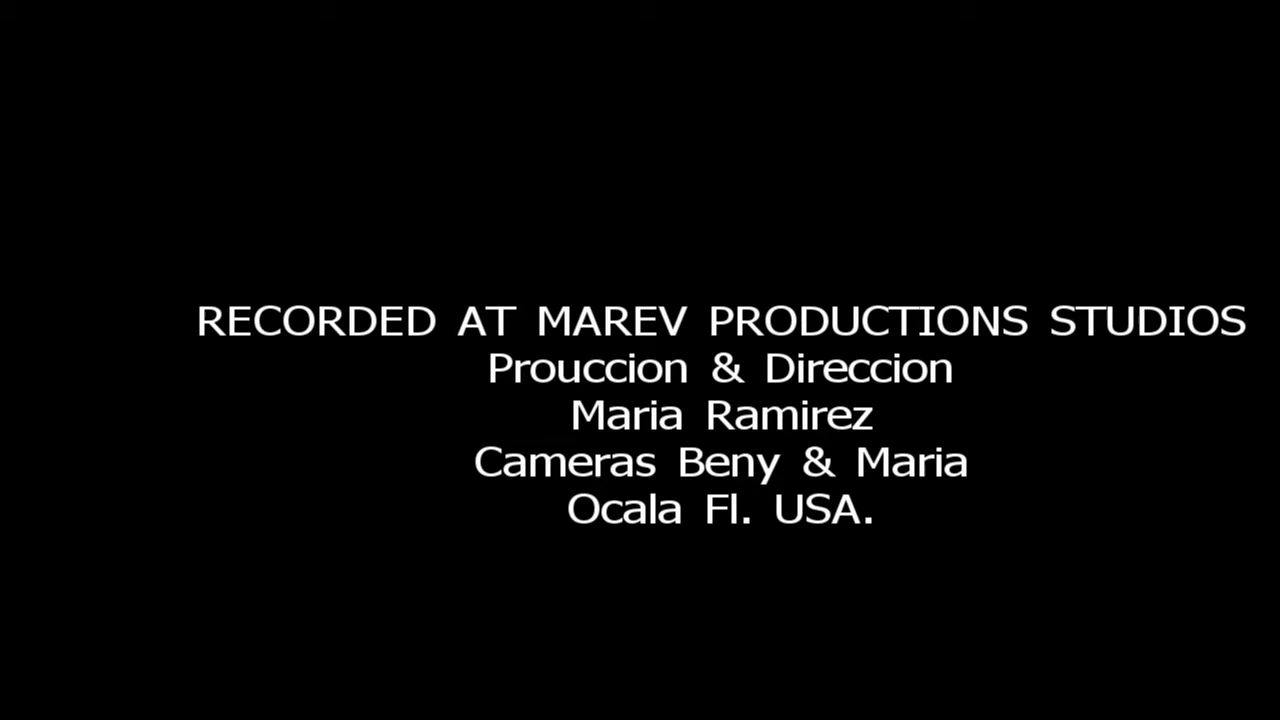 RECORDED AT MAREV PRODUCTIONS STUDIOS
Prouccion & Direccion
Maria Ramirez
Cameras Beny & Maria
Ocala Fl. USA.